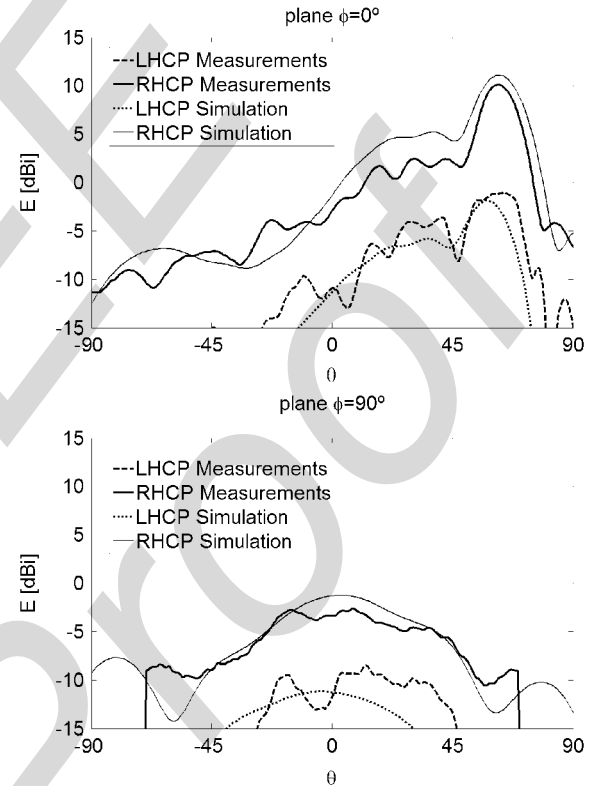 plane ϕ=0º
15
10
5
0
-5
-10
-15
E [dBi]
LHCP Measurements
RHCP Measurements
LHCP Simulation
RHCP Simulation
-90
-45
0
45
90
θ
plane ϕ=90º
15
10
5
0
-5
-10
-15
E [dBi]
LHCP Measurements
RHCP Measurements
LHCP Simulation
RHCP Simulation
-90
-45
0
45
90
θ
Proof